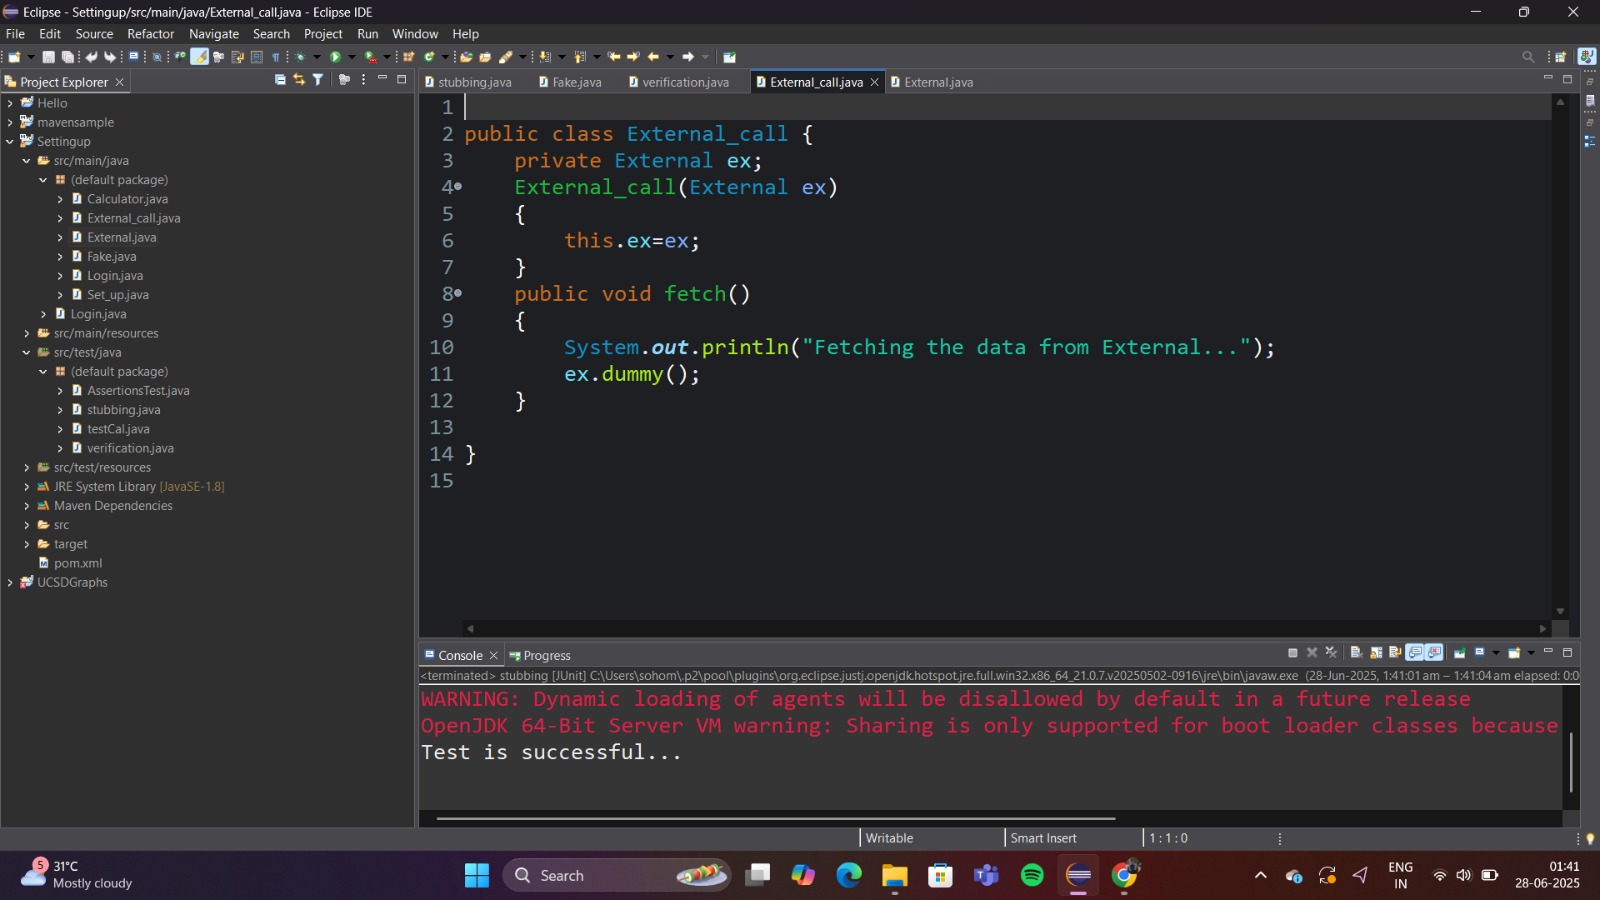 Eclipse - Settingup/src/main/java/External_call.java - Eclipse IDE
File Edit Source Refactor Navigate Search Project Run Window Help
Project Explorer
stubbing.java Fake.java verification.java External_call.java External.java
Hello
mavensample
Settingup
src/main/java
(default package)
Calculator.java
External_call.java
External.java
Fake.java
Login.java
Set_up.java
Login.java
src/main/resources
src/test/java
(default package)
AssertionsTest.java
stubbing.java
testCal.java
verification.java
src/test/resources
JRE System Library [JavaSE-1.8]
Maven Dependencies
src
target
pom.xml
UCSDGraphs
1
2 public class External_call {
3 private External ex;
4 External_call(External ex)
5 {
6 this.ex=ex;
7 }
8 public void fetch()
9 {
10 System.out.println("Fetching the data from External...");
11 ex.dummy();
12 }
13
14 }
15
Console Progress
<terminated> stubbing [JUnit] C:\Users\sohom\.p2\pool\plugins\org.eclipse.justj.openjdk.hotspot.jre.full.win32.x86_64_21.0.7.v20250502-0916\jre\bin\javaw.exe (28-Jun-2025, 1:41:01 am – 1:41:04 am elapsed: 0:0
WARNING: Dynamic loading of agents will be disallowed by default in a future release
OpenJDK 64-Bit Server VM warning: Sharing is only supported for boot loader classes because
Test is successful...
Writable Smart Insert 1 : 1 : 0
5
31°C
Mostly cloudy
Search
ENG
IN
01:41
28-06-2025